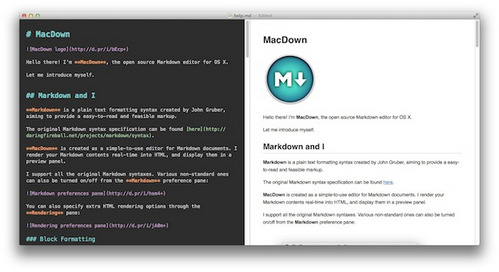 help.md — Edited
# MacDown
![MacDown logo](http://d.pr/i/bEcp+)
Hello there! I'm **MacDown**, the open source Markdown editor for OS X.
Let me introduce myself.
## Markdown and I
**Markdown** is a plain text formatting syntax created by John Gruber,
aiming to provide a easy-to-read and feasible markup.
The original Markdown syntax specification can be found [here](http://
daringfireball.net/projects/markdown/syntax).
**MacDown** is created as a simple-to-use editor for Markdown documents. I
render your Markdown contents real-time into HTML, and display them in a
preview panel.
I support all the original Markdown syntaxes. Various non-standard ones
can also be turned on/off from the **Markdown** preference pane:
![Markdown preferences pane]
You can also specify extra HTML rendering options through the
**Rendering** pane:
![Rendering preferences pane]
### Block Formatting
MacDown
M
Hello there! I'm MacDown, the open source Markdown editor for OS X.
Let me introduce myself.
Markdown and I
Markdown is a plain text formatting syntax created by John Gruber, aiming to provide a easy-
to-read and feasible markup.
The original Markdown syntax specification can be found here.
MacDown is created as a simple-to-use editor for Markdown documents. I render your
Markdown contents real-time into HTML, and display them in a preview panel.
I support all the original Markdown syntaxes. Various non-standard ones can also be turned
on/off from the Markdown preference pane: